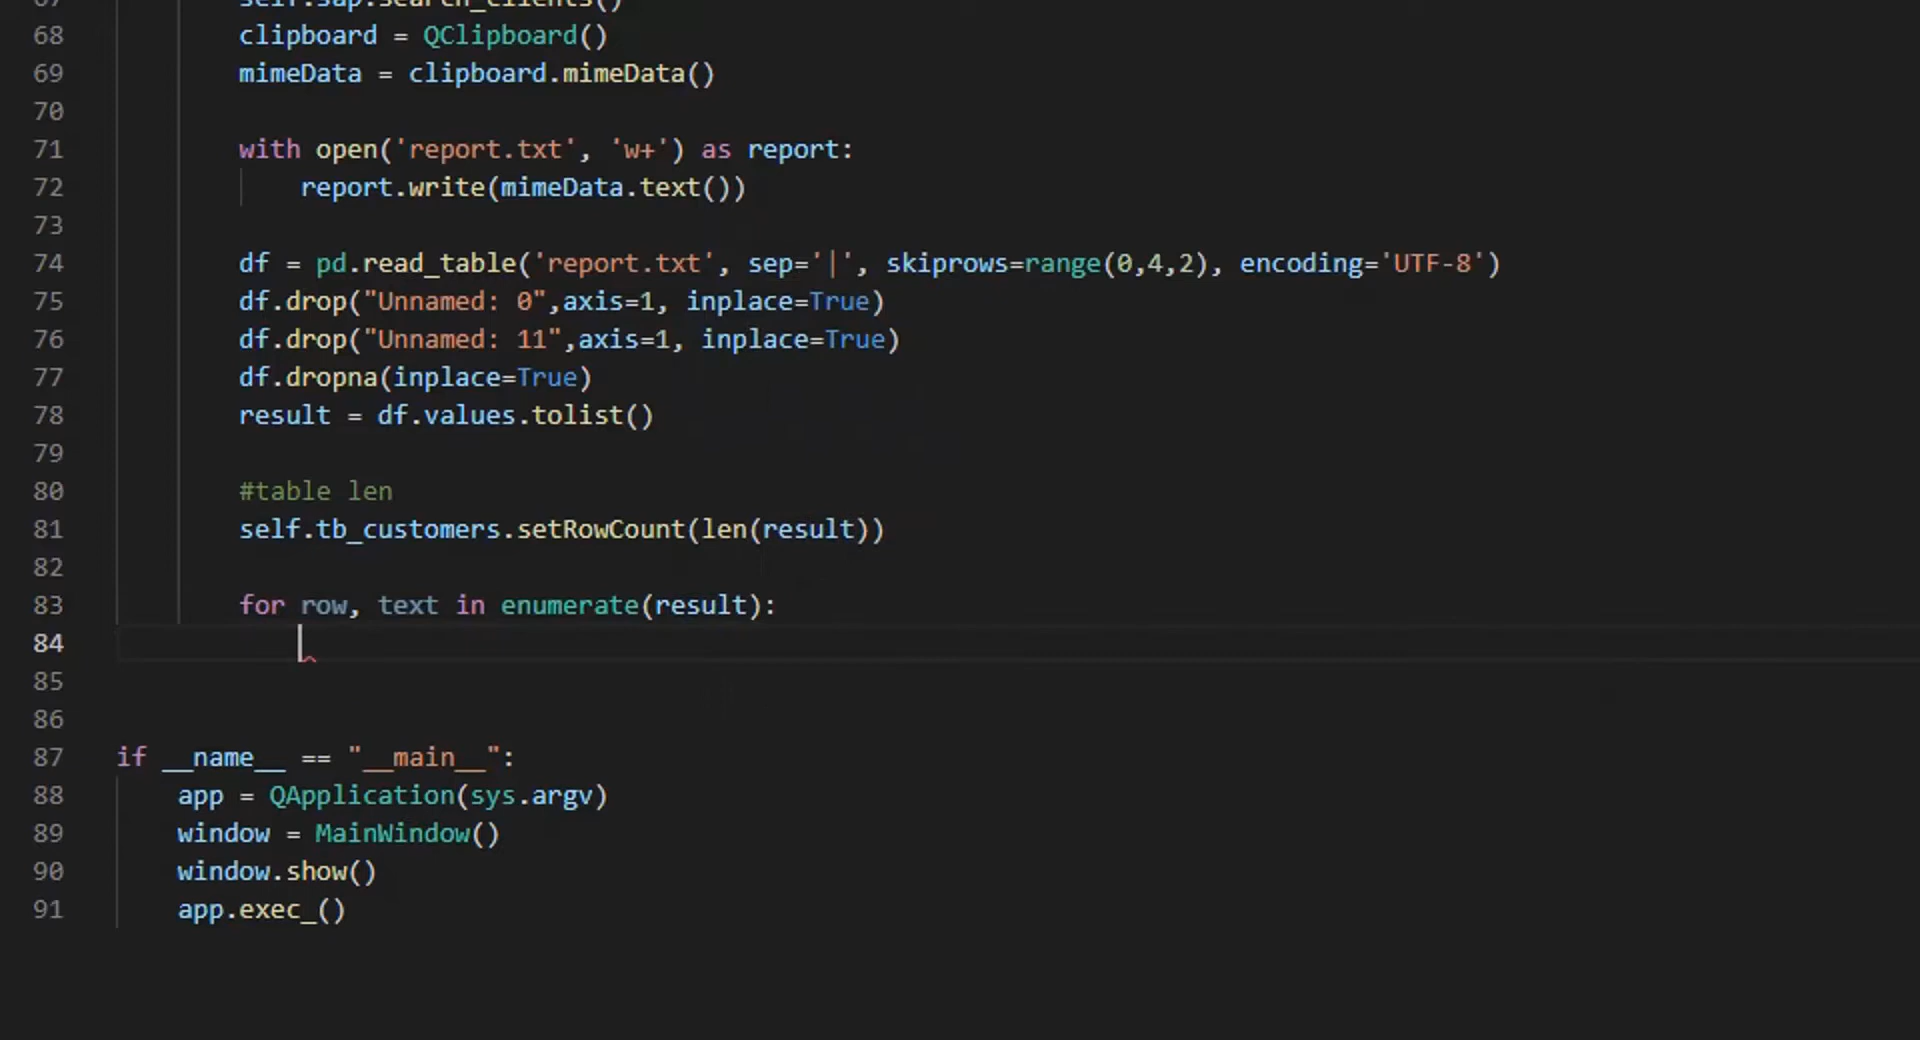 67 self.sap.search_clients()
68 clipboard = QClipboard()
69 mimeData = clipboard.mimeData()
70
71 with open('report.txt', 'w+') as report:
72 report.write(mimeData.text())
73
74 df = pd.read_table('report.txt', sep='|', skiprows=range(0,4,2), encoding='UTF-8')
75 df.drop("Unnamed: 0",axis=1, inplace=True)
76 df.drop("Unnamed: 11",axis=1, inplace=True)
77 df.dropna(inplace=True)
78 result = df.values.tolist()
79
80 #table len
81 self.tb_customers.setRowCount(len(result))
82
83 for row, text in enumerate(result):
84
85
86
87 if __name__ == "__main__":
88 app = QApplication(sys.argv)
89 window = MainWindow()
90 window.show()
91 app.exec_()